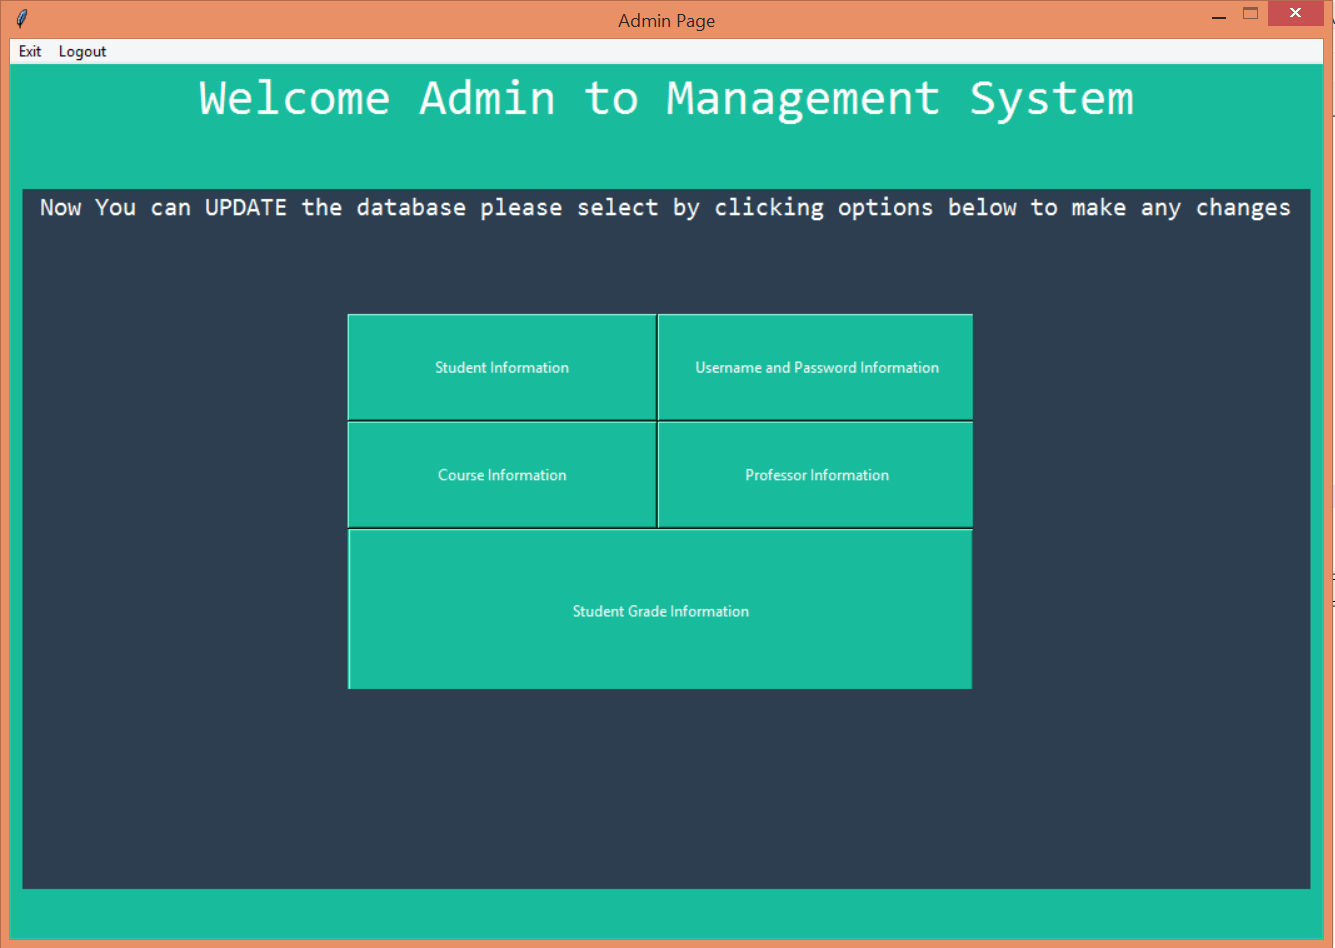 Admin Page
Exit Logout
Welcome Admin to Management System
Now You can UPDATE the database please select by clicking options below to make any changes
Student Information
Username and Password Information
Course Information
Professor Information
Student Grade Information